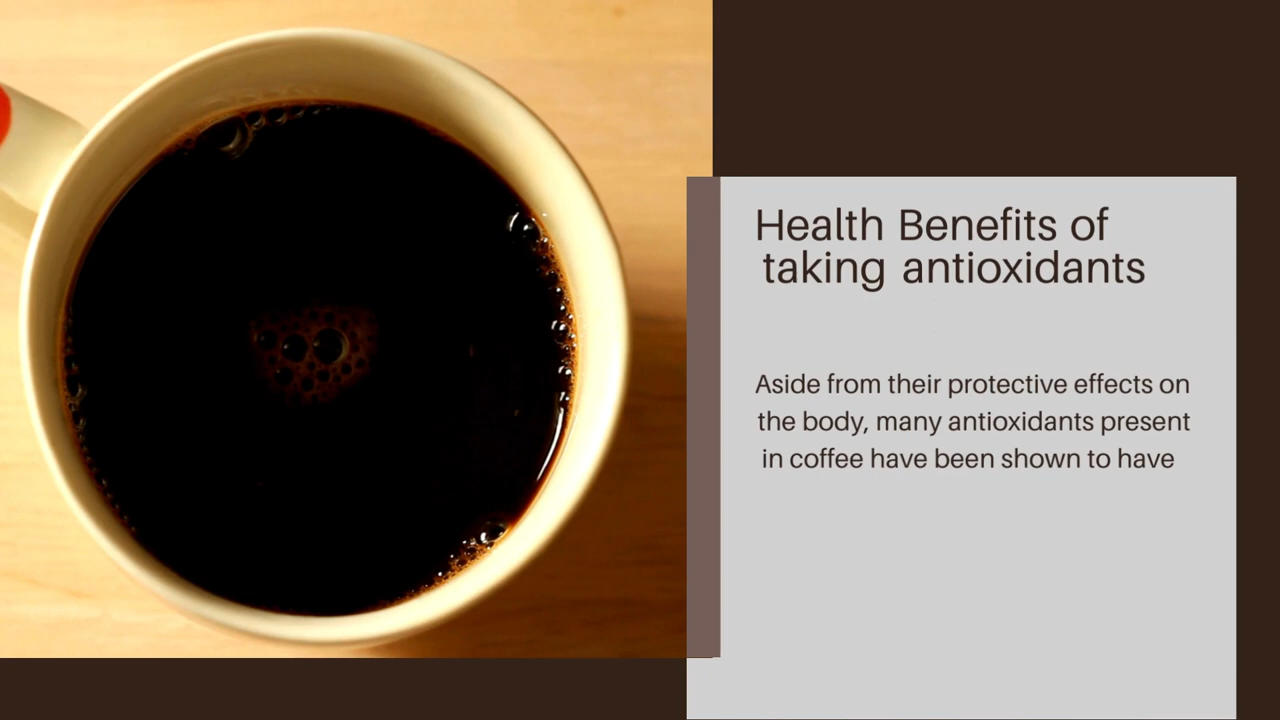 Health Benefits of
taking antioxidants
Aside from their protective effects on
the body, many antioxidants present
in coffee have been shown to have